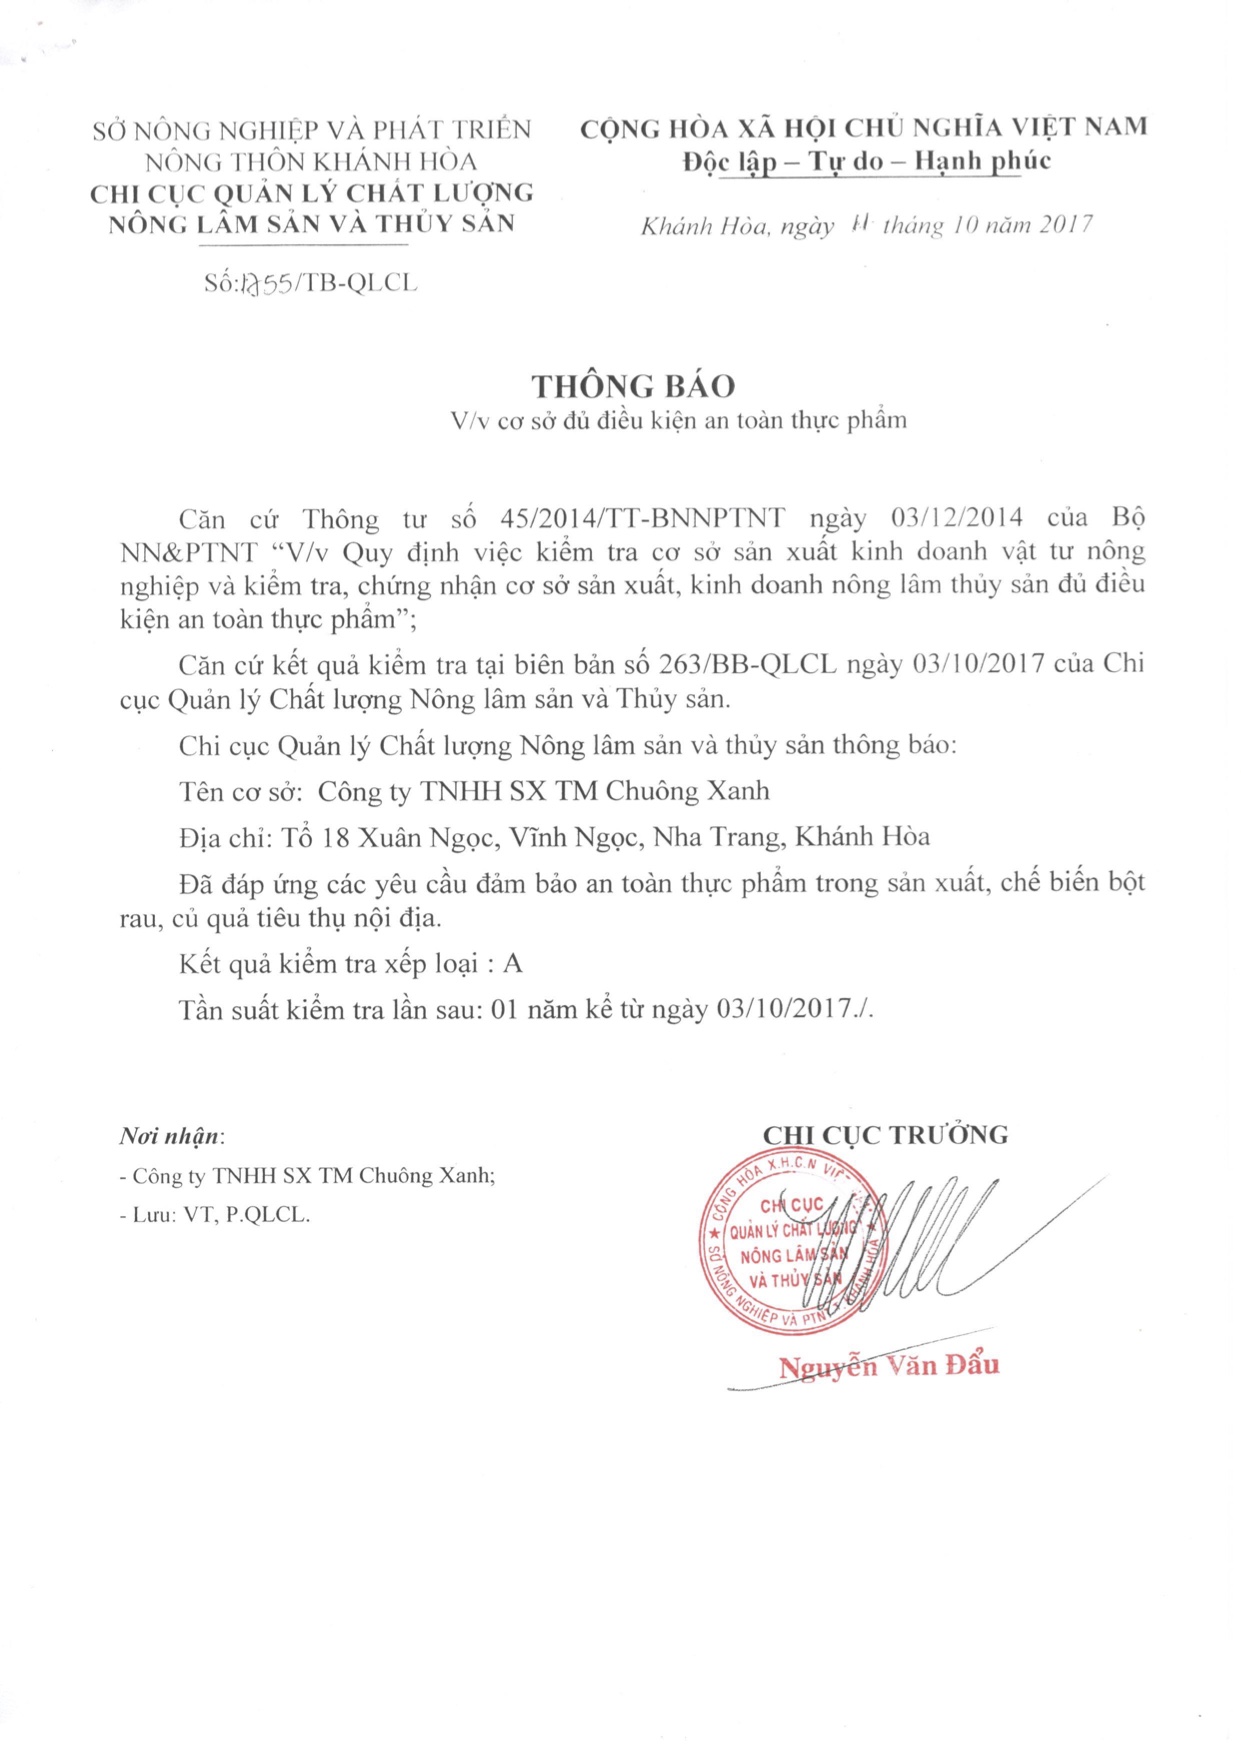 SỞ NÔNG NGHIỆP VÀ PHÁT TRIỂN
NÔNG THÔN KHÁNH HÒA
CHI CỤC QUẢN LÝ CHẤT LƯỢNG
NÔNG LÂM SẢN VÀ THỦY SẢN
Số: /TB-QLCL
CỘNG HÒA XÃ HỘI CHỦ NGHĨA VIỆT NAM
Độc lập – Tự do – Hạnh phúc
Khánh Hòa, ngày 11 tháng 10 năm 2017
THÔNG BÁO
V/v cơ sở đủ điều kiện an toàn thực phẩm
Căn cứ Thông tư số 45/2014/TT-BNNPTNT ngày 03/12/2014 của Bộ
NN&PTNT “V/v Quy định việc kiểm tra cơ sở sản xuất kinh doanh vật tư nông
nghiệp và kiểm tra, chứng nhận cơ sở sản xuất, kinh doanh nông lâm thủy sản đủ điều
kiện an toàn thực phẩm”;
Căn cứ kết quả kiểm tra tại biên bản số 263/BB-QLCL ngày 03/10/2017 của Chi
cục Quản lý Chất lượng Nông lâm sản và Thủy sản.
Chi cục Quản lý Chất lượng Nông lâm sản và thủy sản thông báo:
Tên cơ sở: Công ty TNHH SX TM Chuông Xanh
Địa chỉ: Tổ 18 Xuân Ngọc, Vĩnh Ngọc, Nha Trang, Khánh Hòa
Đã đáp ứng các yêu cầu đảm bảo an toàn thực phẩm trong sản xuất, chế biến bột
rau, củ quả tiêu thụ nội địa.
Kết quả kiểm tra xếp loại : A
Tần suất kiểm tra lần sau: 01 năm kể từ ngày 03/10/2017./.
Nơi nhận:
- Công ty TNHH SX TM Chuông Xanh;
- Lưu: VT, P.QLCL.
CHI CỤC TRƯỞNG
CỘNG HÒA X.H.C.N
CHI CỤC
QUẢN LÝ CHẤT LƯỢNG
NÔNG LÂM SẢN
VÀ THỦY SẢN
SỞ NÔNG NGHIỆP VÀ PTNT T. KHÁNH HÒA
Nguyễn Văn Đẩu